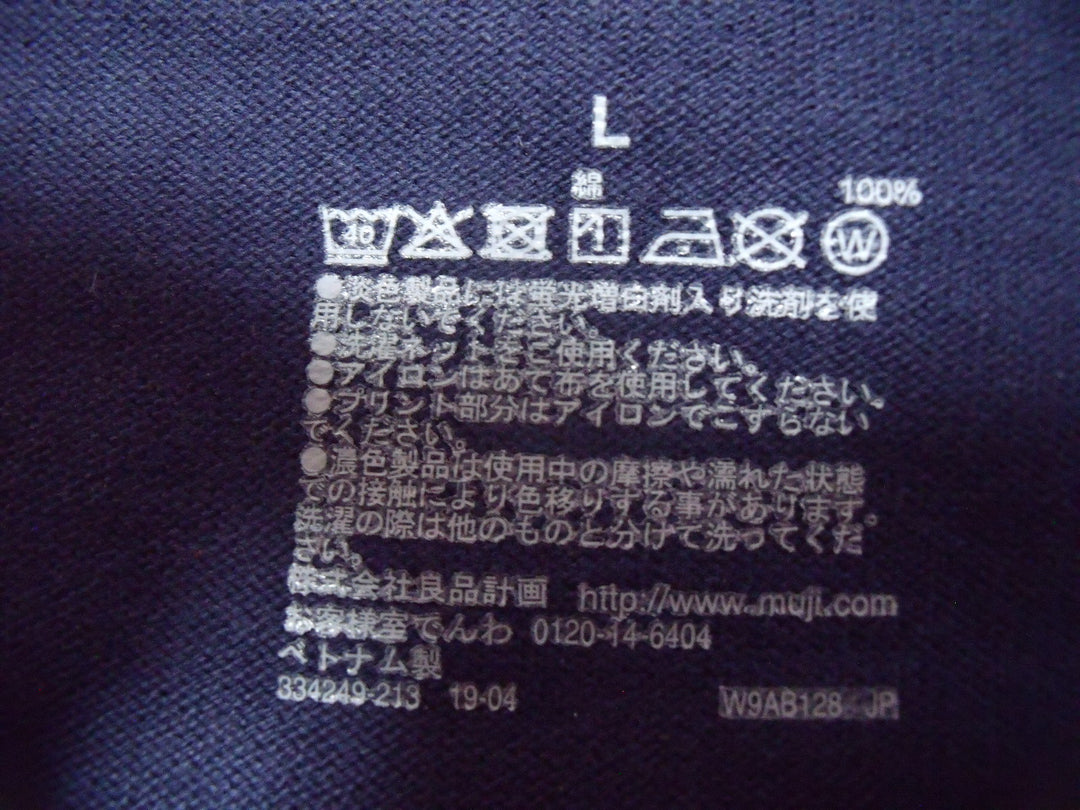 L
綿 100%
40 W
●淡色製品には蛍光増白剤入り洗剤を使
用しないでください。
●洗濯ネットをご使用ください。
●アイロンはあて布を使用してください。
●プリント部分はアイロンでこすらない
でください。
●濃色製品は使用中の摩擦や濡れた状態
での接触により色移りする事があります。
洗濯の際は他のものと分けて洗ってくだ
さい。
株式会社良品計画 http://www.muji.com
お客様室でんわ 0120-14-6404
ベトナム製
334249-213 19-04 W9AB128 JP